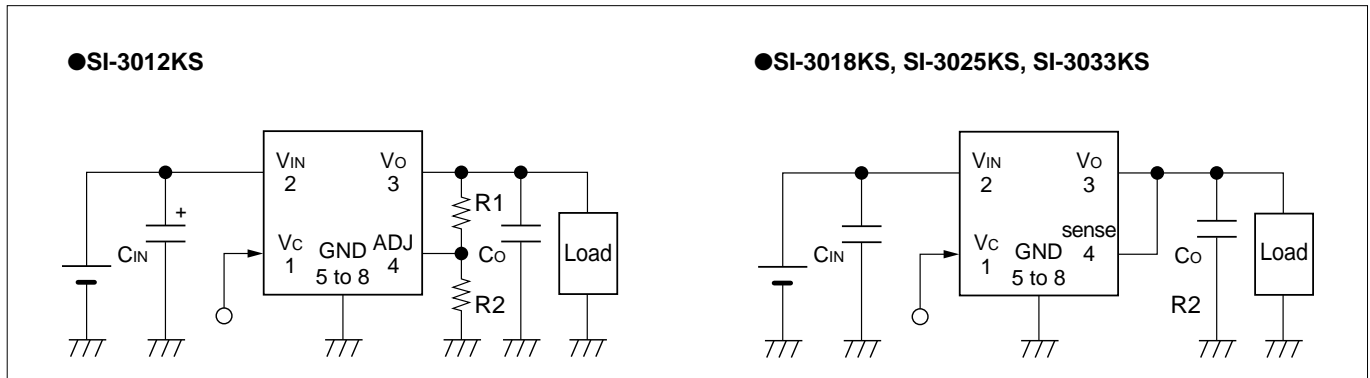 ●SI-3012KS
VIN
2
VO
3
VC
1
GND
5 to 8
ADJ
4
+
CIN
R1
R2
CO
Load
●SI-3018KS, SI-3025KS, SI-3033KS
VIN
2
VO
3
VC
1
GND
5 to 8
sense
4
CIN
CO
R2
Load